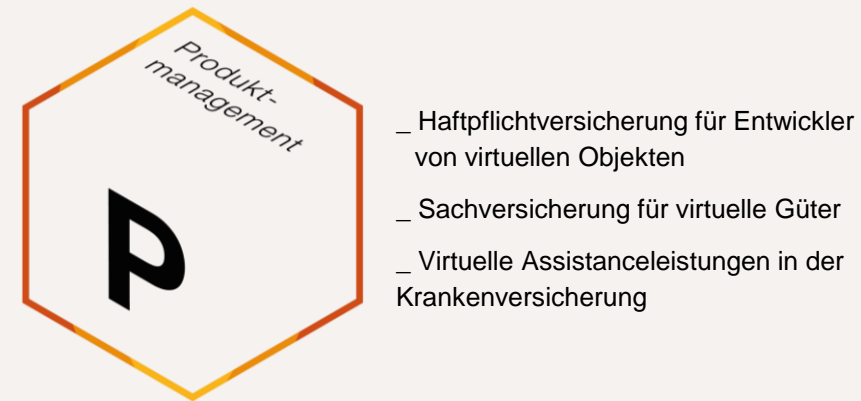 Produkt-
management
P
_ Haftpflichtversicherung für Entwickler
von virtuellen Objekten
_ Sachversicherung für virtuelle Güter
_ Virtuelle Assistanceleistungen in der
Krankenversicherung